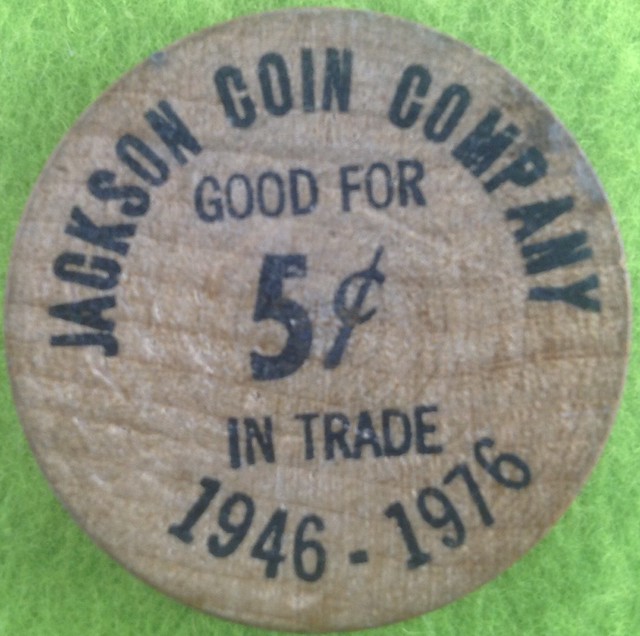 JACKSON COIN COMPANY
GOOD FOR
5¢
IN TRADE
1946 - 1976